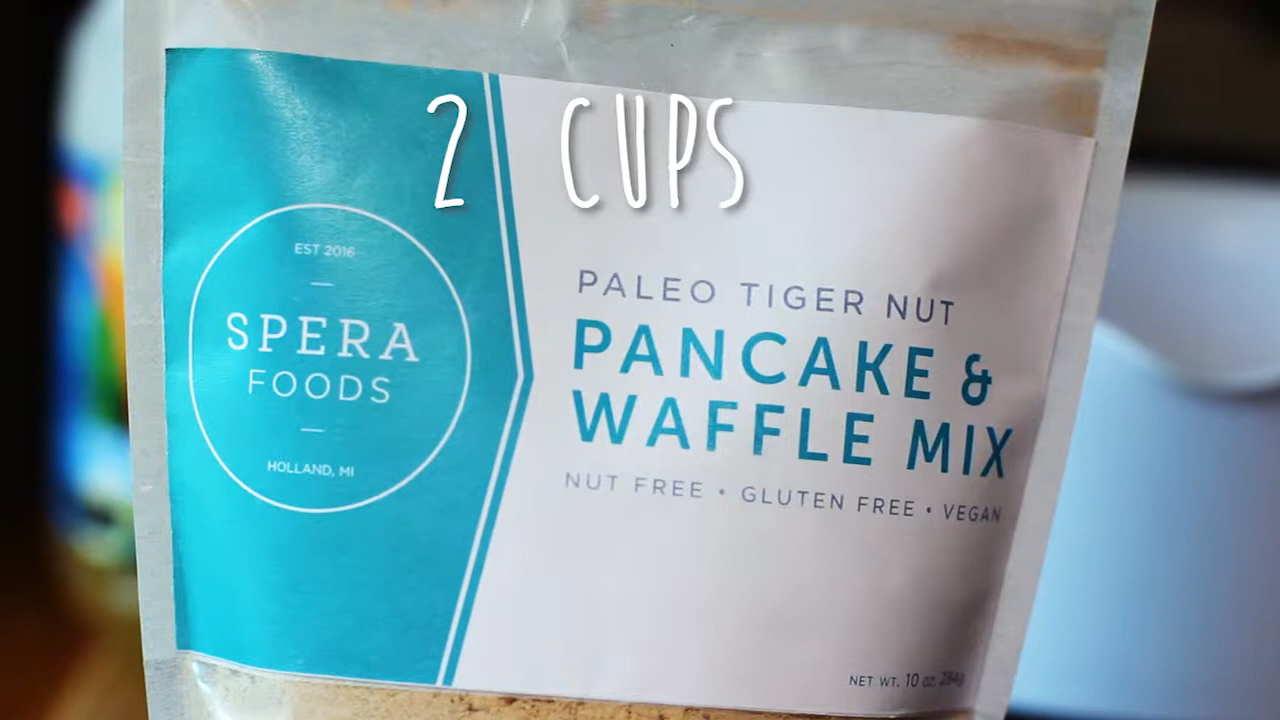 2 CUPS
EST 2016
SPERA
FOODS
HOLLAND, MI
PALEO TIGER NUT
PANCAKE &
WAFFLE MIX
NUT FREE • GLUTEN FREE • VEGAN
NET WT. 10 oz. 284g